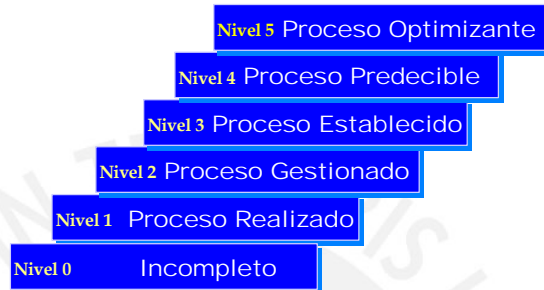 Nivel 5 Proceso Optimizante
Nivel 4 Proceso Predecible
Nivel 3 Proceso Establecido
Nivel 2 Proceso Gestionado
Nivel 1 Proceso Realizado
Nivel 0 Incompleto